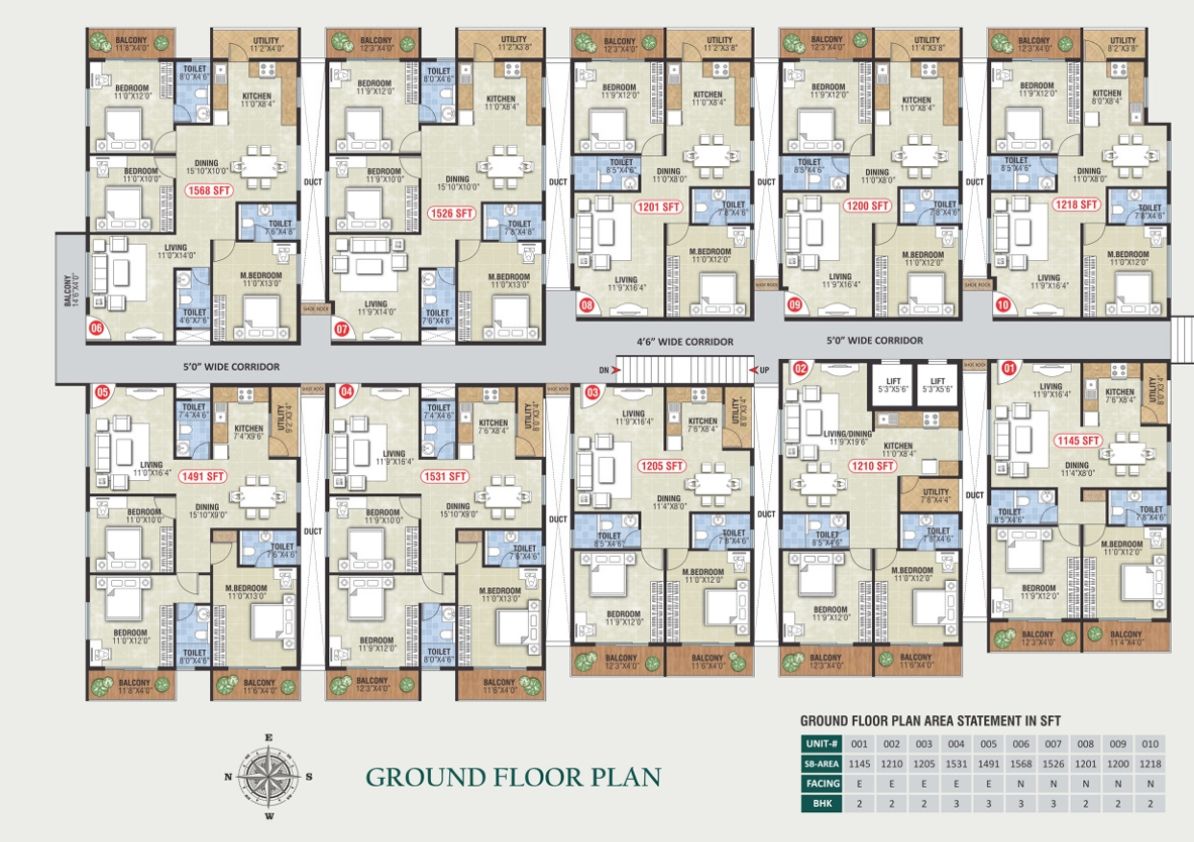 BALCONY
11'8"X4'0"
UTILITY
11'2"X4'0"
BEDROOM
11'0"X12'0"
TOILET
8'0"X4'6"
KITCHEN
11'0"X8'4"
BEDROOM
11'0"X10'0"
DINING
15'10"X10'0"
1568 SFT
TOILET
7'6"X4'8"
LIVING
11'0"X14'0"
BALCONY
14'6"X4'0"
TOILET
4'6"X7'6"
M.BEDROOM
11'0"X13'0"
06
DUCT
SHOE RACK
BALCONY
12'3"X4'0"
UTILITY
11'2"X3'8"
BEDROOM
11'9"X12'0"
TOILET
8'0"X4'6"
KITCHEN
11'0"X8'4"
BEDROOM
11'9"X10'0"
DINING
15'10"X10'0"
1526 SFT
TOILET
7'8"X4'8"
LIVING
11'9"X14'0"
TOILET
7'6"X4'6"
M.BEDROOM
11'0"X13'0"
07
DUCT
BALCONY
12'3"X4'0"
UTILITY
11'2"X3'8"
BEDROOM
11'9"X12'0"
KITCHEN
11'0"X8'4"
TOILET
8'5"X4'6"
DINING
11'0"X8'0"
1201 SFT
TOILET
7'8"X4'6"
LIVING
11'9"X16'4"
M.BEDROOM
11'0"X12'0"
08
DUCT
SHOE RACK
BALCONY
12'3"X4'0"
UTILITY
11'4"X3'8"
BEDROOM
11'9"X12'0"
KITCHEN
11'0"X8'4"
TOILET
8'5"X4'6"
DINING
11'0"X8'0"
1200 SFT
TOILET
7'8"X4'6"
LIVING
11'9"X16'4"
M.BEDROOM
11'0"X12'0"
09
DUCT
SHOE RACK
BALCONY
12'3"X4'0"
UTILITY
8'2"X3'8"
BEDROOM
11'9"X12'0"
KITCHEN
8'0"X8'4"
TOILET
8'5"X4'6"
DINING
11'0"X8'0"
1218 SFT
TOILET
7'8"X4'6"
LIVING
11'9"X16'4"
M.BEDROOM
11'0"X12'0"
10
5'0" WIDE CORRIDOR
4'6" WIDE CORRIDOR
5'0" WIDE CORRIDOR
DN
UP
05
TOILET
7'4"X4'6"
KITCHEN
7'4"X9'6"
UTILITY
9'2"X3'4"
LIVING
11'0"X16'4"
1491 SFT
BEDROOM
11'0"X10'0"
DINING
15'10"X9'0"
TOILET
7'6"X4'6"
M.BEDROOM
11'0"X13'0"
BEDROOM
11'0"X12'0"
TOILET
8'0"X4'6"
BALCONY
11'8"X4'0"
BALCONY
11'6"X4'0"
SHOE RACK
DUCT
04
TOILET
7'4"X4'6"
KITCHEN
7'6"X8'4"
UTILITY
8'0"X3'4"
LIVING
11'9"X16'4"
1531 SFT
BEDROOM
11'9"X10'0"
DINING
15'10"X9'0"
TOILET
7'6"X4'6"
M.BEDROOM
11'0"X13'0"
BEDROOM
11'9"X12'0"
TOILET
8'0"X4'6"
BALCONY
12'3"X4'0"
BALCONY
11'6"X4'0"
SHOE RACK
DUCT
03
LIVING
11'9"X16'4"
KITCHEN
7'6"X8'4"
UTILITY
8'0"X3'4"
1205 SFT
DINING
11'4"X8'0"
TOILET
8'5"X4'6"
TOILET
7'8"X4'6"
BEDROOM
11'9"X12'0"
M.BEDROOM
11'0"X12'0"
BALCONY
12'3"X4'0"
BALCONY
11'6"X4'0"
DUCT
02
LIFT
5'3"X5'6"
LIFT
5'3"X5'6"
LIVING/DINING
11'9"X19'6"
KITCHEN
11'0"X8'4"
1210 SFT
UTILITY
7'8"X4'4"
TOILET
8'5"X4'6"
TOILET
7'8"X4'6"
BEDROOM
11'9"X12'0"
M.BEDROOM
11'0"X12'0"
BALCONY
12'3"X4'0"
BALCONY
11'6"X4'0"
SHOE RACK
DUCT
01
LIVING
11'9"X16'4"
KITCHEN
7'6"X8'4"
UTILITY
8'0"X3'4"
1145 SFT
DINING
11'4"X8'0"
TOILET
8'5"X4'6"
TOILET
7'8"X4'6"
BEDROOM
11'9"X12'0"
M.BEDROOM
11'0"X12'0"
BALCONY
12'3"X4'0"
BALCONY
11'4"X4'0"
E
N S
W
GROUND FLOOR PLAN
GROUND FLOOR PLAN AREA STATEMENT IN SFT
UNIT-# 001 002 003 004 005 006 007 008 009 010
SB-AREA 1145 1210 1205 1531 1491 1568 1526 1201 1200 1218
FACING E E E E E N N N N N
BHK 2 2 2 3 3 3 3 2 2 2